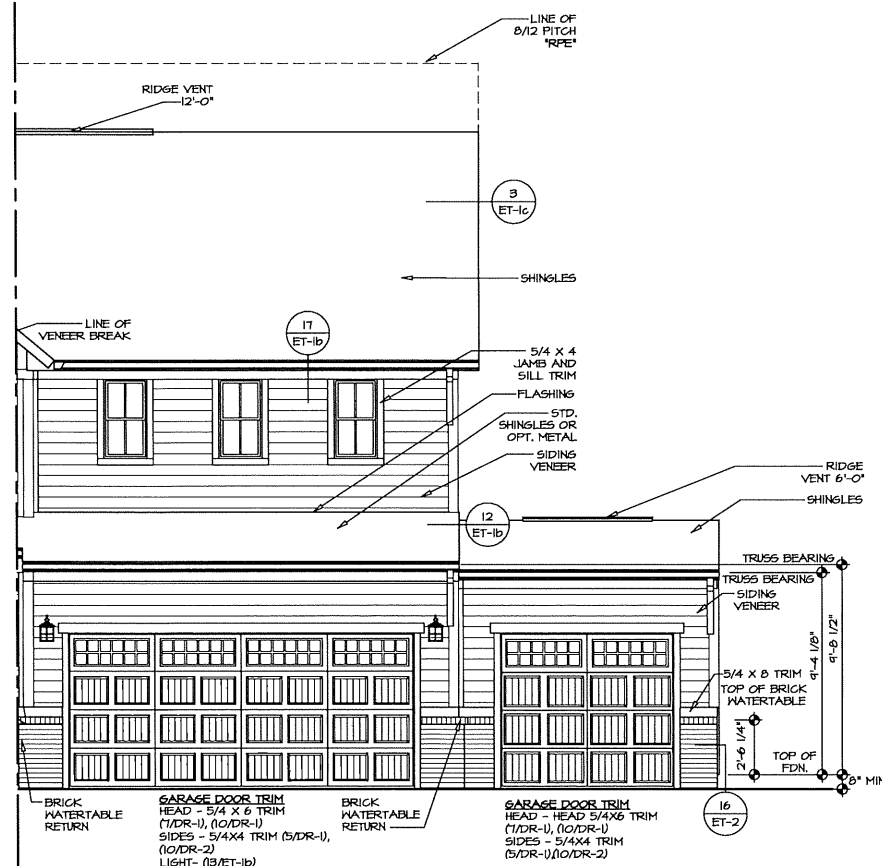 LINE OF
8/12 PITCH
"RPE"
RIDGE VENT
12'-0"
3
ET-1c
SHINGLES
LINE OF
VENEER BREAK
17
ET-1b
5/4 X 4
JAMB AND
SILL TRIM
FLASHING
STD.
SHINGLES OR
OPT. METAL
SIDING
VENEER
RIDGE
VENT 6'-0"
SHINGLES
12
ET-1b
TRUSS BEARING
TRUSS BEARING
SIDING
VENEER
9'-4 1/8"
9'-8 1/2"
5/4 X 8 TRIM
TOP OF BRICK
WATERTABLE
2'-6 1/4"
TOP OF
FDN.
8" MIN
BRICK
WATERTABLE
RETURN
GARAGE DOOR TRIM
HEAD - 5/4 X 6 TRIM
(7/DR-1), (10/DR-1)
SIDES - 5/4X4 TRIM (5/DR-1),
(10/DR-2)
LIGHT- (13/ET-1b)
BRICK
WATERTABLE
RETURN
GARAGE DOOR TRIM
HEAD - HEAD 5/4X6 TRIM
(7/DR-1), (10/DR-1)
SIDES - 5/4X4 TRIM
(5/DR-1),(10/DR-2)
16
ET-2